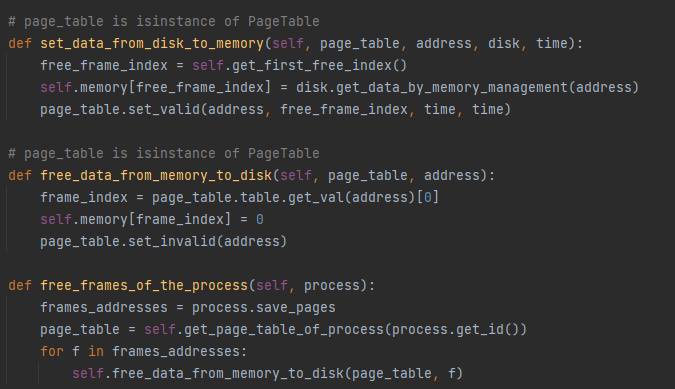 # page_table is isinstance of PageTable
def set_data_from_disk_to_memory(self, page_table, address, disk, time):
    free_frame_index = self.get_first_free_index()
    self.memory[free_frame_index] = disk.get_data_by_memory_management(address)
    page_table.set_valid(address, free_frame_index, time, time)

# page_table is isinstance of PageTable
def free_data_from_memory_to_disk(self, page_table, address):
    frame_index = page_table.table.get_val(address)[0]
    self.memory[frame_index] = 0
    page_table.set_invalid(address)

def free_frames_of_the_process(self, process):
    frames_addresses = process.save_pages
    page_table = self.get_page_table_of_process(process.get_id())
    for f in frames_addresses:
        self.free_data_from_memory_to_disk(page_table, f)